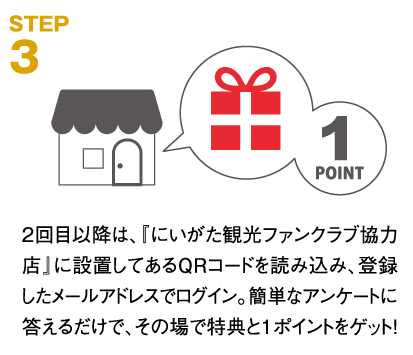 STEP
3
1
POINT
2回目以降は、『にいがた観光ファンクラブ協力
店』に設置してあるQRコードを読み込み、登録
したメールアドレスでログイン。簡単なアンケートに
答えるだけで、その場で特典と1ポイントをゲット!